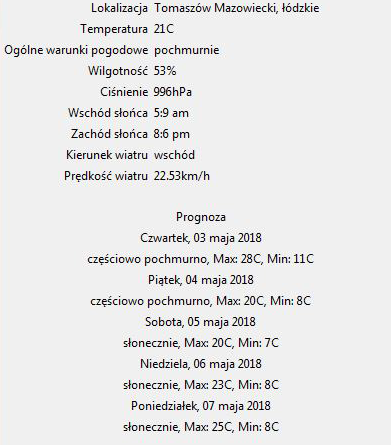 Lokalizacja Tomaszów Mazowiecki, łódzkie
Temperatura 21C
Ogólne warunki pogodowe pochmurnie
Wilgotność 53%
Ciśnienie 996hPa
Wschód słońca 5:9 am
Zachód słońca 8:6 pm
Kierunek wiatru wschód
Prędkość wiatru 22.53km/h
Prognoza
Czwartek, 03 maja 2018
częściowo pochmurno, Max: 28C, Min: 11C
Piątek, 04 maja 2018
częściowo pochmurno, Max: 20C, Min: 8C
Sobota, 05 maja 2018
słonecznie, Max: 20C, Min: 7C
Niedziela, 06 maja 2018
słonecznie, Max: 23C, Min: 8C
Poniedziałek, 07 maja 2018
słonecznie, Max: 25C, Min: 8C